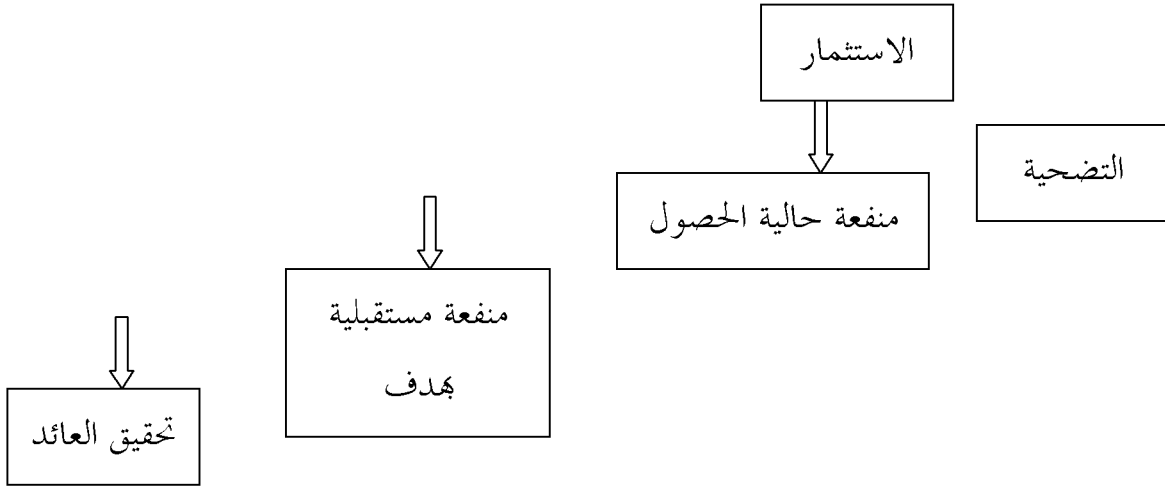 الاستثمار
التضحية
منفعة حالية الحصول
منفعة مستقبلية
بهدف
تحقيق العائد